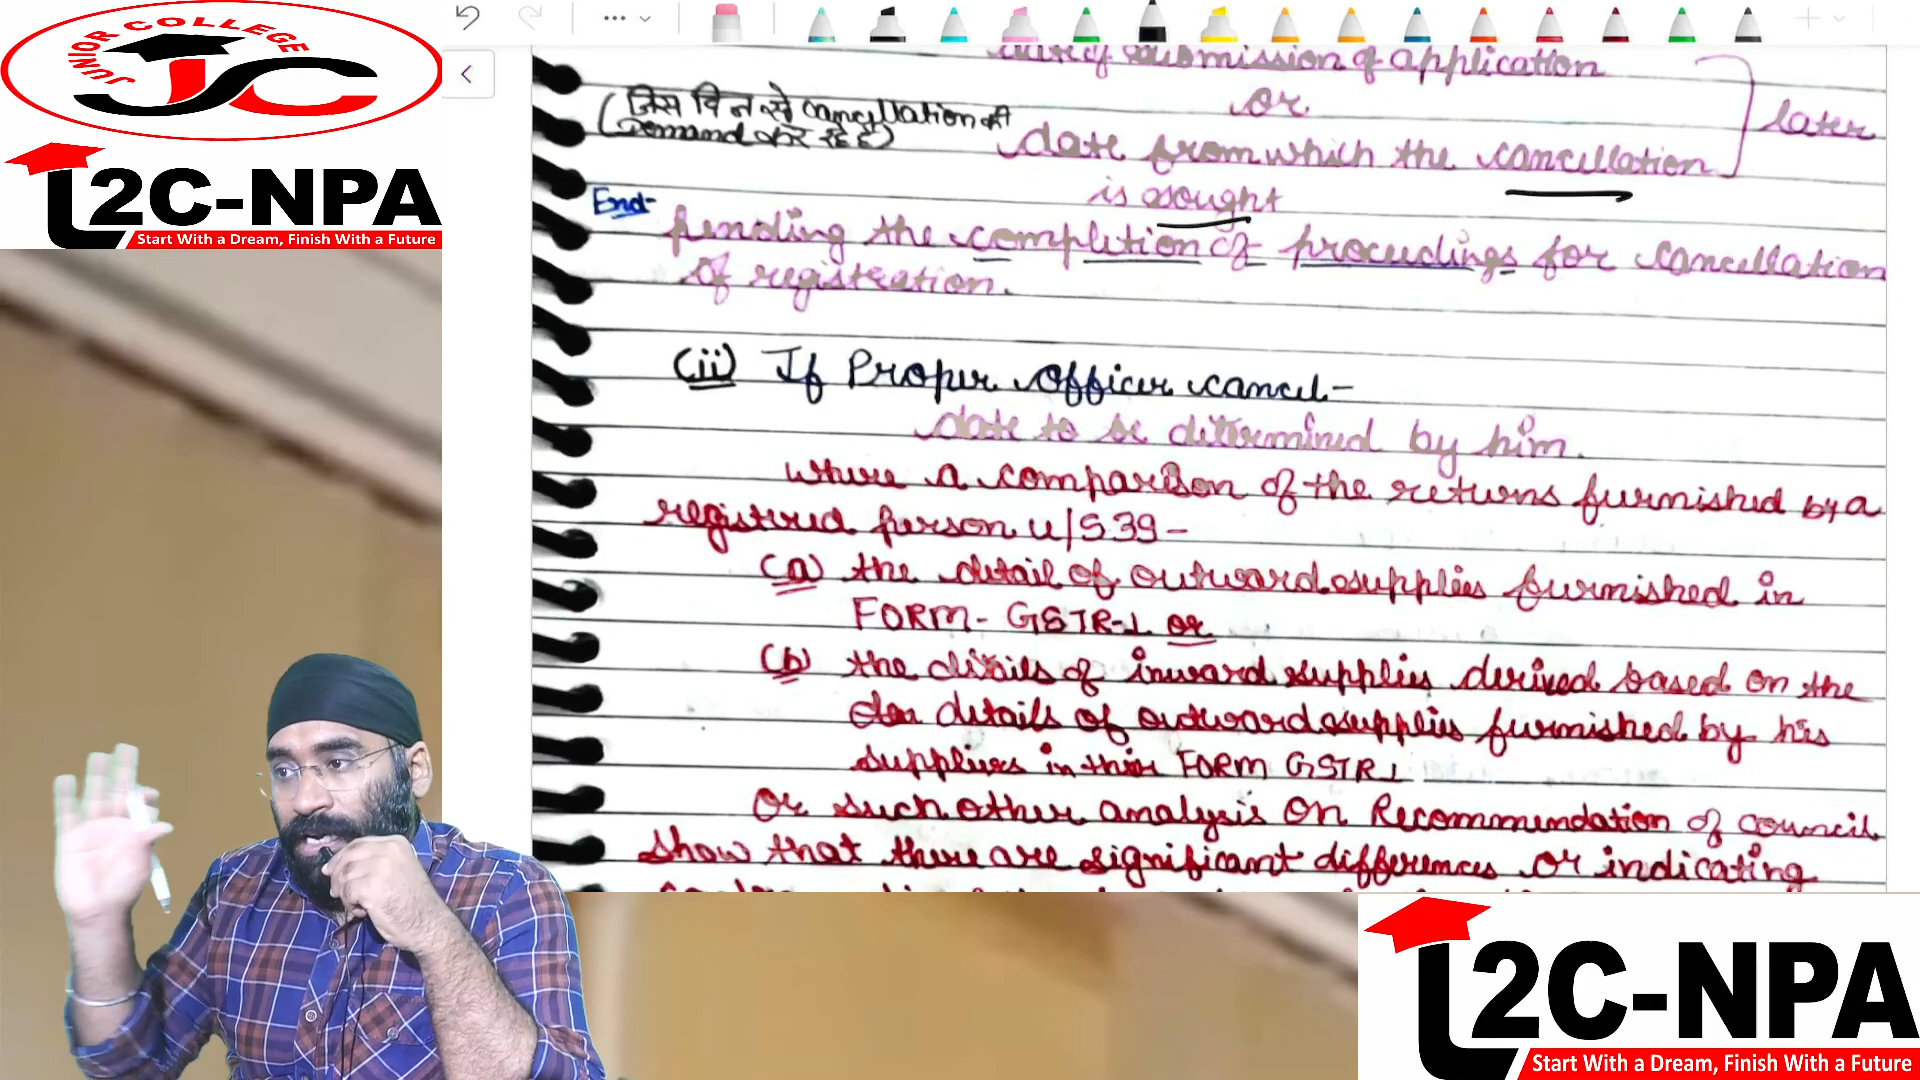 JUNIOR COLLEGE
JC
L2C-NPA
Start With a Dream, Finish With a Future
date of submission of application
or
later
(जिस दिन से cancellation की
Demand कर रहे है)
date from which the cancellation
is sought
End-
pending the completion of proceedings for cancellation
of registration.
(ii) If Proper officer cancel-
date to be determined by him.
where a comparison of the returns furnished by a
registered person u/S 39-
(a) the detail of outward supplies furnished in
FORM- GSTR-1 or
(b) the details of inward supplies derived based on the
details of outward supplies furnished by his
suppliers in their FORM GSTR 1
Or such other analysis on Recommendation of council
show that there are significant differences or indicating
L2C-NPA
Start With a Dream, Finish With a Future